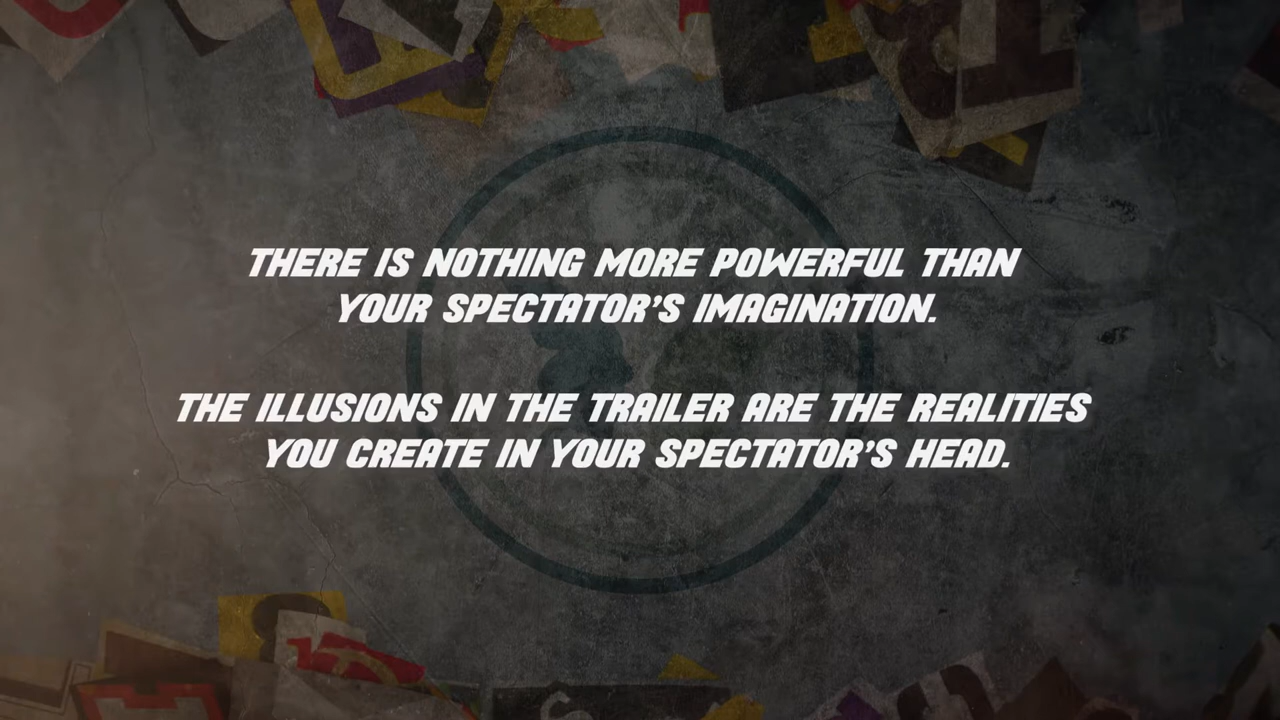 THERE IS NOTHING MORE POWERFUL THAN
YOUR SPECTATOR'S IMAGINATION.
THE ILLUSIONS IN THE TRAILER ARE THE REALITIES
YOU CREATE IN YOUR SPECTATOR'S HEAD.